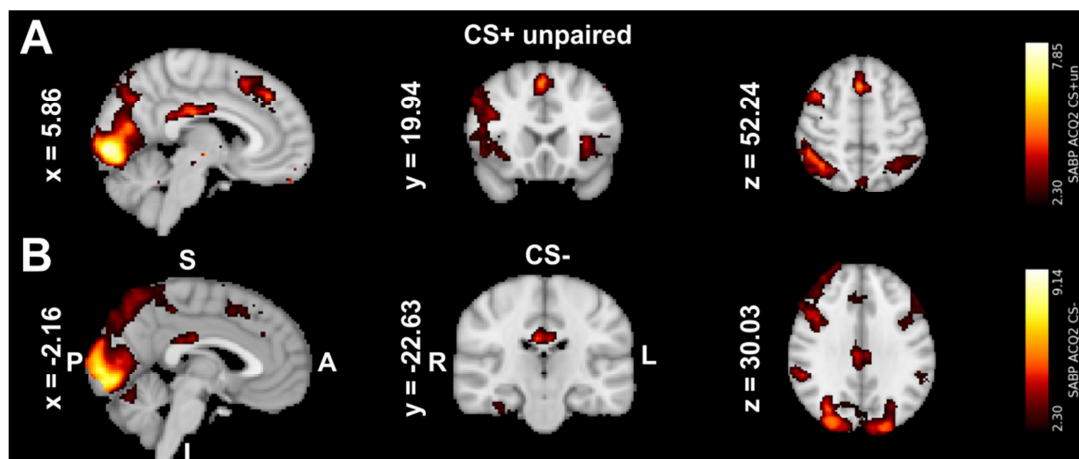 A
CS+ unpaired
x = 5.86
y = 19.94
z = 52.24
7.85
2.30
SABP ACQ2 CS+un
B
S
CS-
x = -2.16
P
A
I
y = -22.63
R
L
z = 30.03
9.14
2.30
SABP ACQ2 CS-